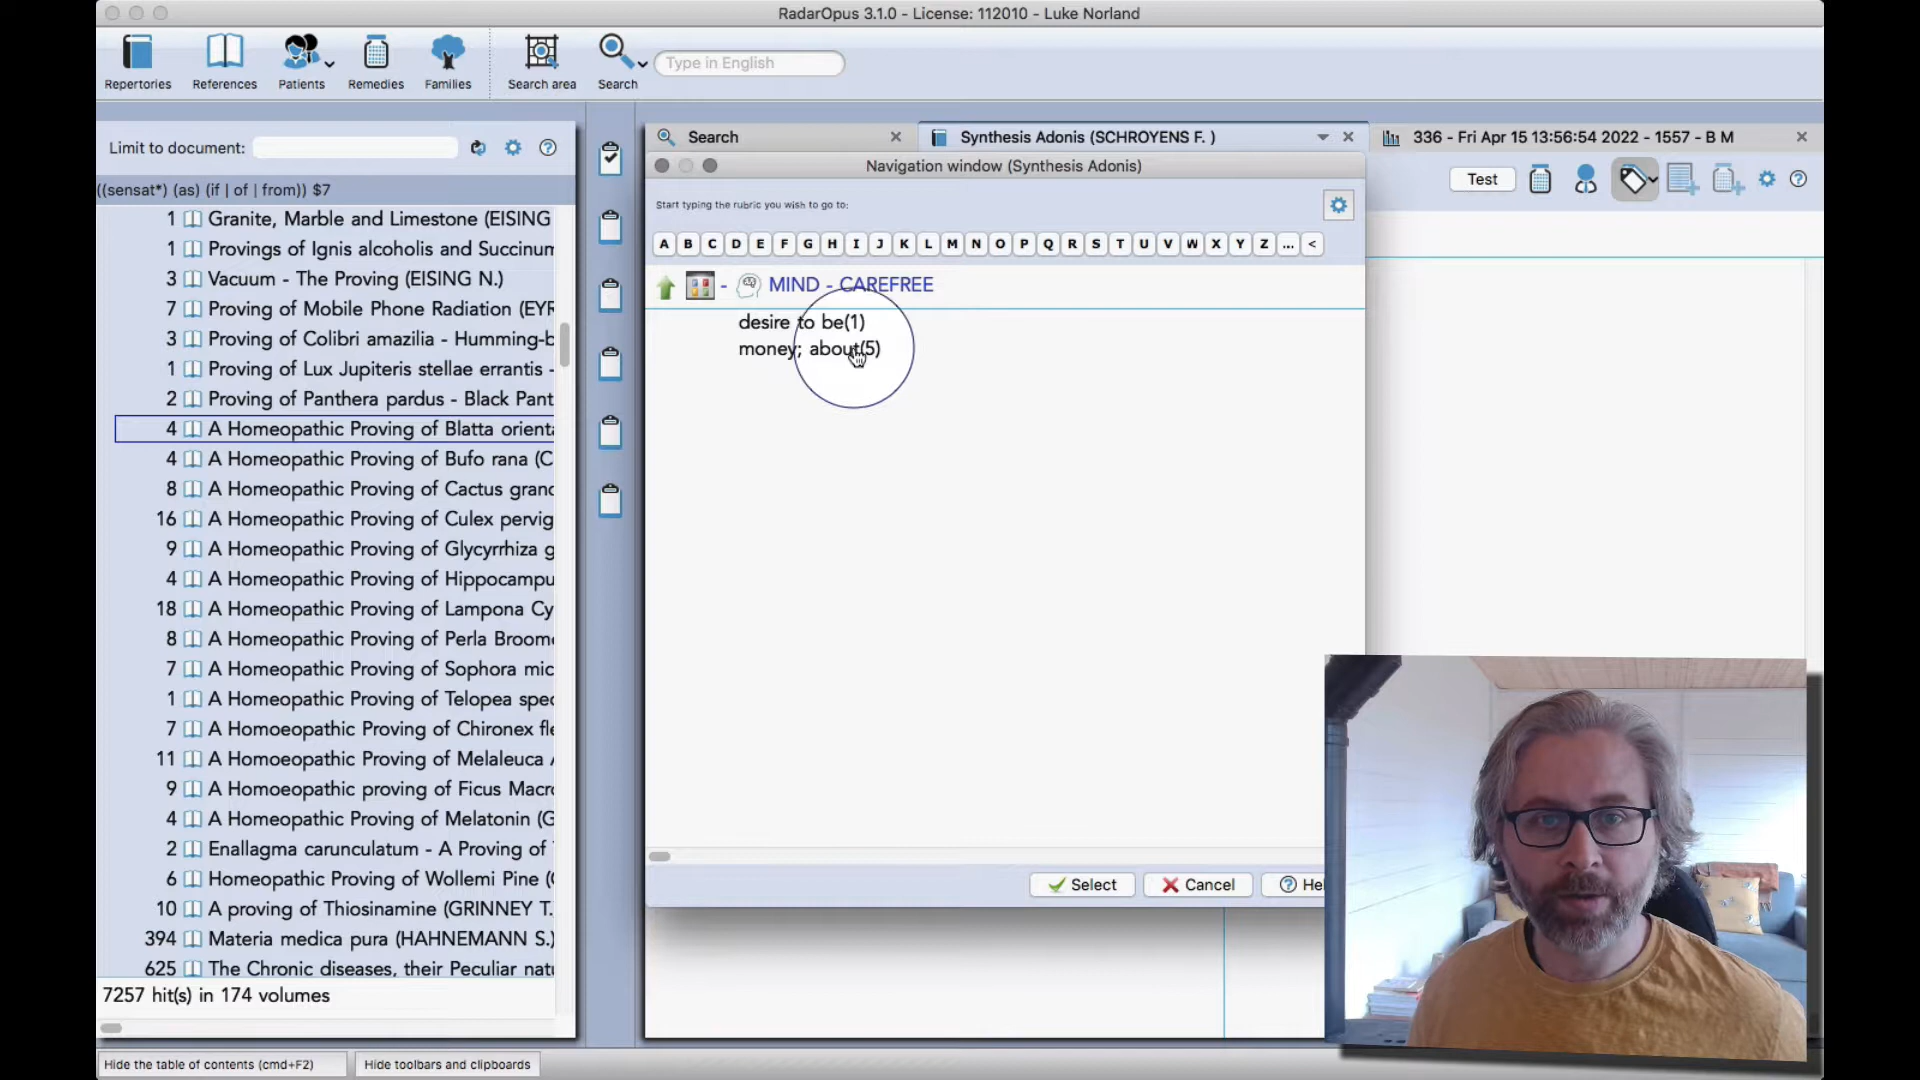 RadarOpus 3.1.0 - License: 112010 - Luke Norland
Repertories
References
Patients
Remedies
Families
Search area
Search
Type in English
Limit to document:
((sensat*) (as) (if | of | from)) $7
1 Granite, Marble and Limestone (EISING
1 Provings of Ignis alcoholis and Succinum
3 Vacuum - The Proving (EISING N.)
7 Proving of Mobile Phone Radiation (EYR
3 Proving of Colibri amazilia - Humming-b
1 Proving of Lux Jupiteris stellae errantis -
2 Proving of Panthera pardus - Black Pant
4 A Homeopathic Proving of Blatta orienta
4 A Homeopathic Proving of Bufo rana (C
8 A Homeopathic Proving of Cactus granc
16 A Homeopathic Proving of Culex pervig
9 A Homeopathic Proving of Glycyrrhiza g
4 A Homeopathic Proving of Hippocampu
18 A Homeopathic Proving of Lampona Cy
8 A Homeopathic Proving of Perla Broome
7 A Homeopathic Proving of Sophora mic
1 A Homeopathic Proving of Telopea spec
7 A Homoeopathic Proving of Chironex fle
11 A Homoeopathic Proving of Melaleuca A
9 A Homoeopathic proving of Ficus Macro
4 A Homoeopathic Proving of Melatonin (G
2 Enallagma carunculatum - A Proving of
6 Homeopathic Proving of Wollemi Pine (
10 A proving of Thiosinamine (GRINNEY T.
394 Materia medica pura (HAHNEMANN S.)
625 The Chronic diseases, their Peculiar natu
7257 hit(s) in 174 volumes
Hide the table of contents (cmd+F2)
Hide toolbars and clipboards
Search
Synthesis Adonis (SCHROYENS F. )
336 - Fri Apr 15 13:56:54 2022 - 1557 - B M
Test
Navigation window (Synthesis Adonis)
Start typing the rubric you wish to go to:
A B C D E F G H I J K L M N O P Q R S T U V W X Y Z ... <
- MIND - CAREFREE
desire to be(1)
money; about(5)
Select
Cancel
Hel